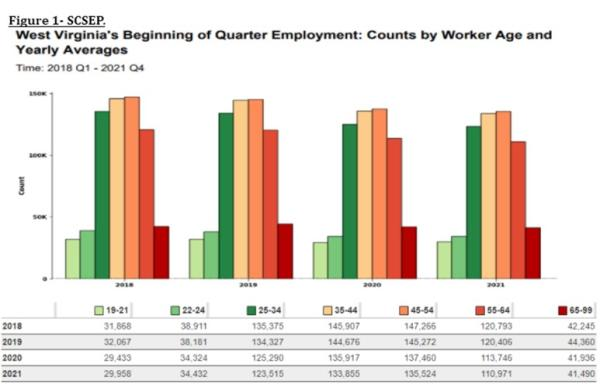 Figure 1- SCSEP.
West Virginia's Beginning of Quarter Employment: Counts by Worker Age and
Yearly Averages
Time: 2018 Q1 - 2021 Q4
150K
100K
50K
0
Count
2018 2019 2020 2021
19-21 22-24 25-34 35-44 45-54 55-64 65-99
2018 31,868 38,911 135,375 145,907 147,266 120,793 42,245
2019 32,067 38,181 134,327 144,676 145,272 120,406 44,360
2020 29,433 34,324 125,290 135,917 137,460 113,746 41,936
2021 29,958 34,432 123,515 133,855 135,524 110,971 41,490